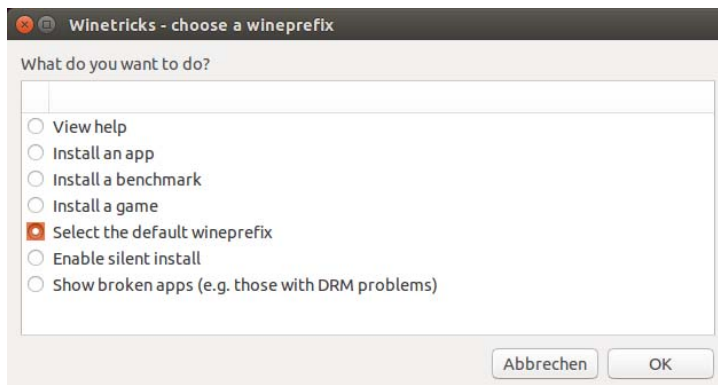 Winetricks - choose a wineprefix
What do you want to do?
View help
Install an app
Install a benchmark
Install a game
Select the default wineprefix
Enable silent install
Show broken apps (e.g. those with DRM problems)
Abbrechen
OK